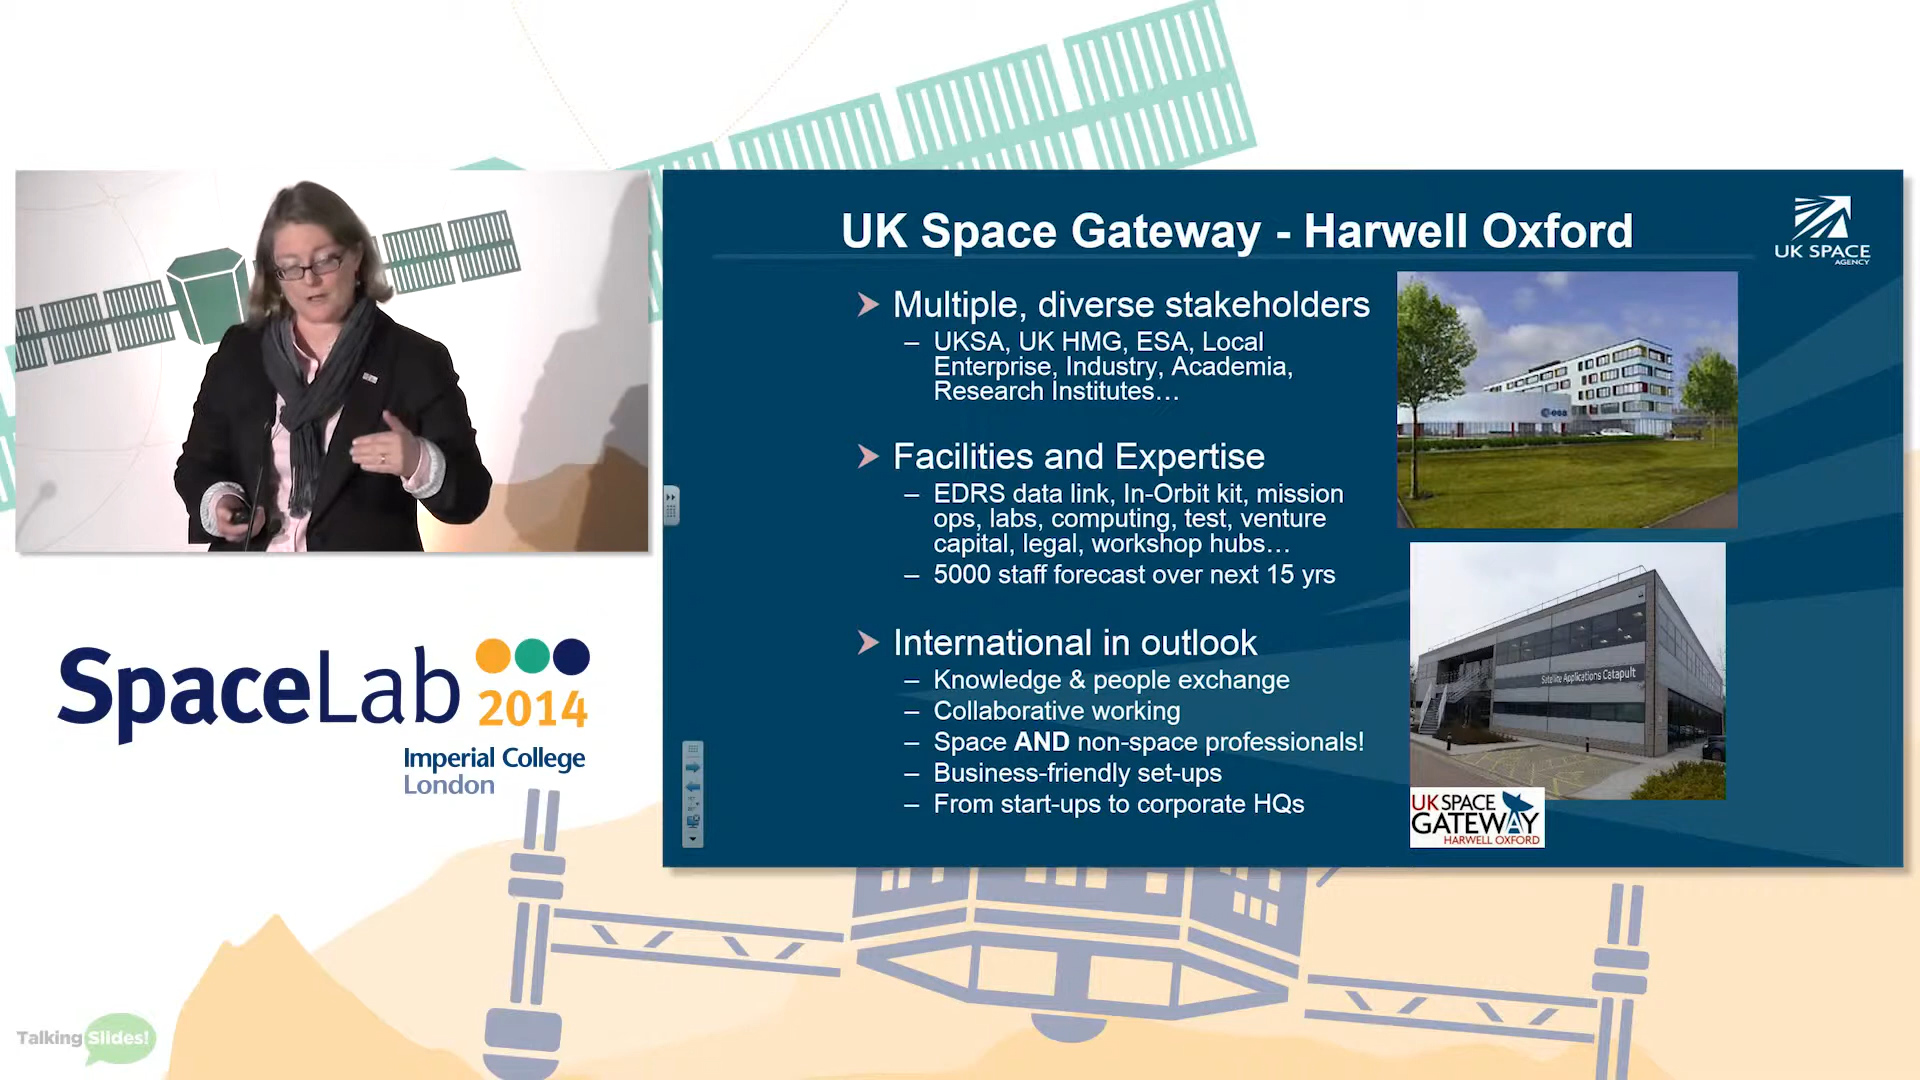 UK Space Gateway - Harwell Oxford
UK SPACE
AGENCY
Multiple, diverse stakeholders
– UKSA, UK HMG, ESA, Local
Enterprise, Industry, Academia,
Research Institutes…
Facilities and Expertise
– EDRS data link, In-Orbit kit, mission
ops, labs, computing, test, venture
capital, legal, workshop hubs…
– 5000 staff forecast over next 15 yrs
International in outlook
– Knowledge & people exchange
– Collaborative working
– Space AND non-space professionals!
– Business-friendly set-ups
– From start-ups to corporate HQs
esa
Satellite Applications Catapult
UK SPACE
GATEWAY
HARWELL OXFORD
SpaceLab
2014
Imperial College
London
Talking Slides!